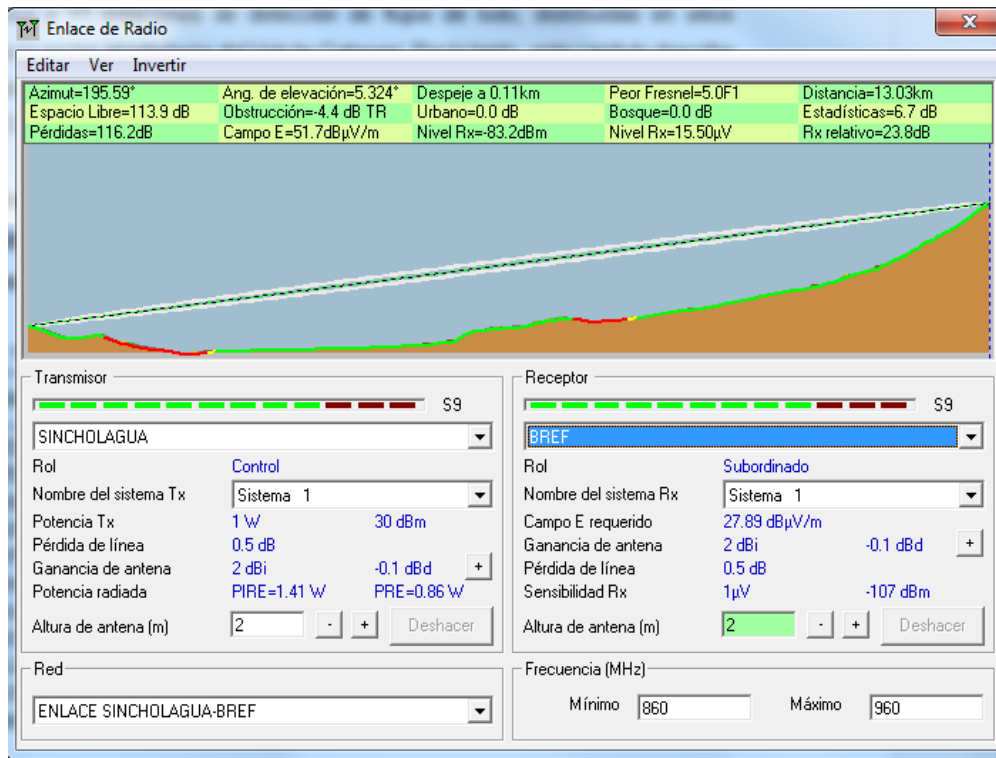 Enlace de Radio
Editar Ver Invertir
Azimut=195.59° Ang. de elevación=5.324° Despeje a 0.11km Peor Fresnel=5.0F1 Distancia=13.03km
Espacio Libre=113.9 dB Obstrucción=-4.4 dB TR Urbano=0.0 dB Bosque=0.0 dB Estadísticas=6.7 dB
Pérdidas=116.2dB Campo E=51.7dBµV/m Nivel Rx=-83.2dBm Nivel Rx=15.50µV Rx relativo=23.8dB
Transmisor
S9
SINCHOLAGUA
Rol Control
Nombre del sistema Tx Sistema 1
Potencia Tx 1 W 30 dBm
Pérdida de línea 0.5 dB
Ganancia de antena 2 dBi -0.1 dBd +
Potencia radiada PIRE=1.41 W PRE=0.86 W
Altura de antena (m) 2 - + Deshacer
Receptor
S9
BREF
Rol Subordinado
Nombre del sistema Rx Sistema 1
Campo E requerido 27.89 dBµV/m
Ganancia de antena 2 dBi -0.1 dBd +
Pérdida de línea 0.5 dB
Sensibilidad Rx 1µV -107 dBm
Altura de antena (m) 2 - + Deshacer
Red
ENLACE SINCHOLAGUA-BREF
Frecuencia (MHz)
Mínimo 860 Máximo 960